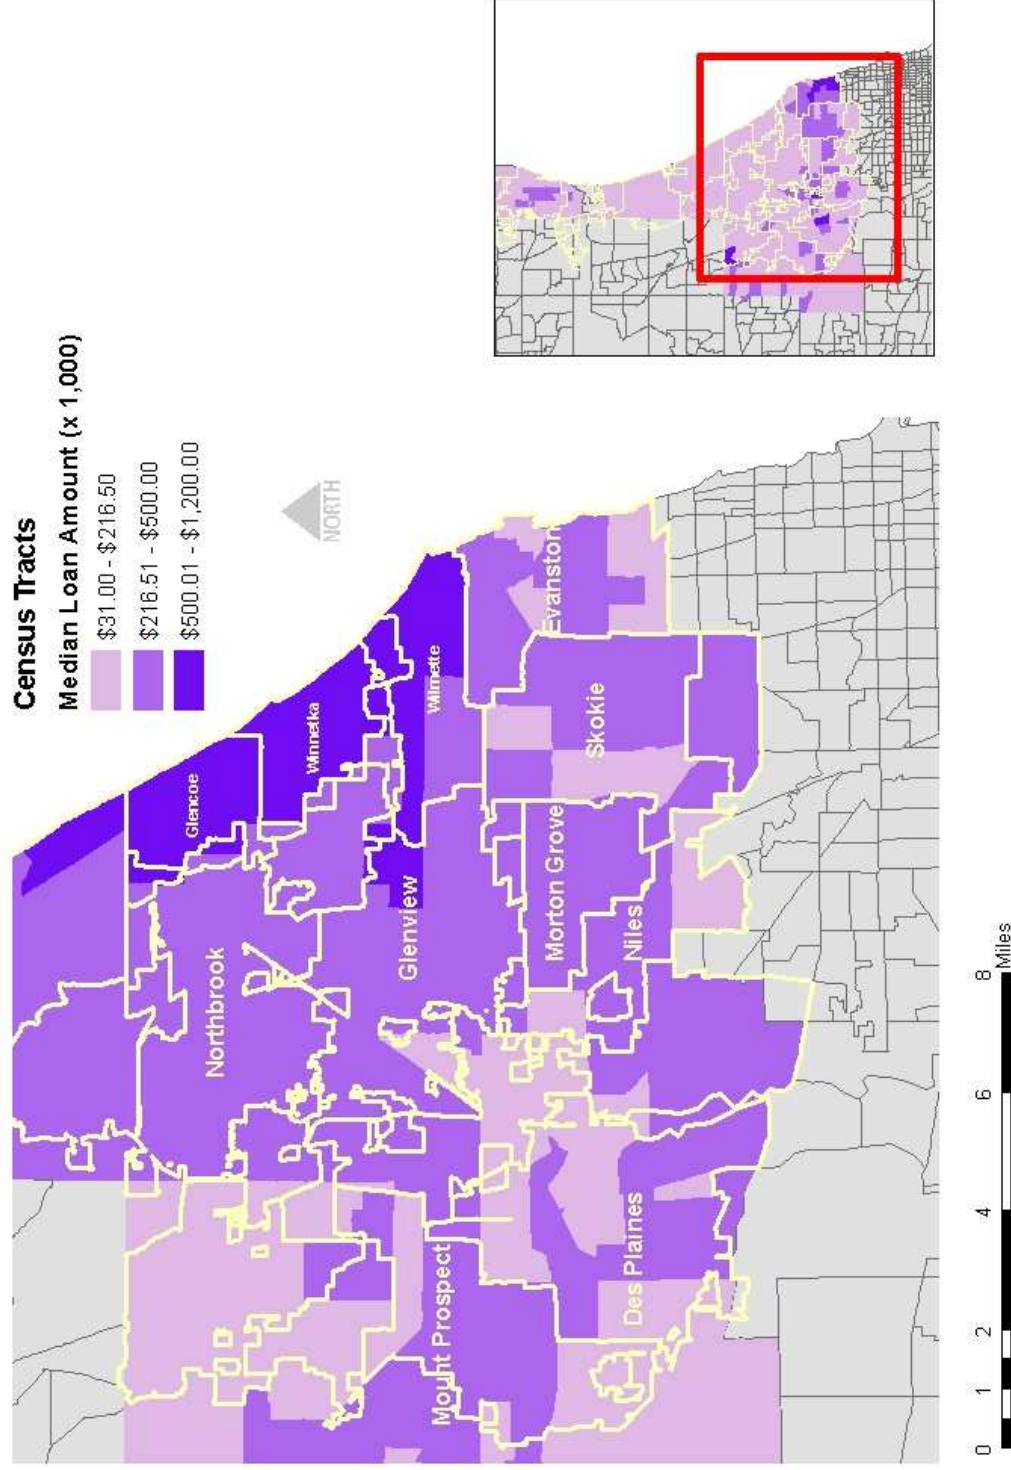 Census Tracts
Median Loan Amount (x 1,000)
$31.00 - $216.50
$216.51 - $500.00
$500.01 - $1,200.00
NORTH
Glencoe
Winnetka
Wilmette
Northbrook
Glenview
Evanston
Skokie
Morton Grove
Niles
Mount Prospect
Des Plaines
0 1 2 4 6 8
Miles